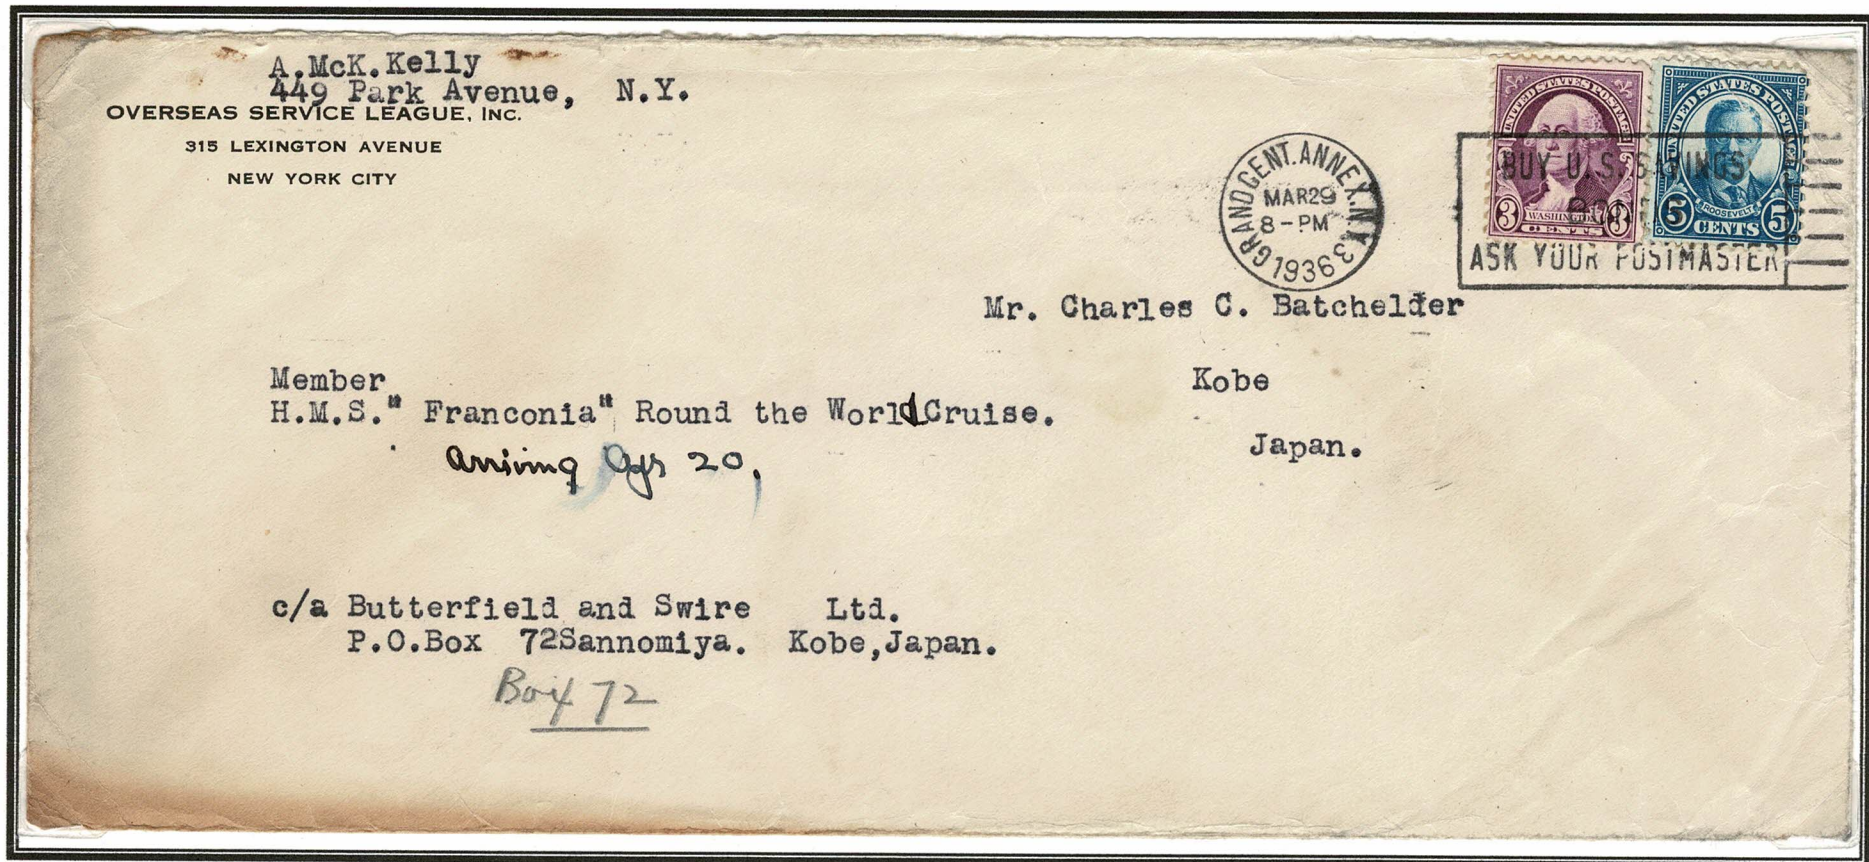 A. McK. Kelly
449 Park Avenue, N.Y.
OVERSEAS SERVICE LEAGUE, INC.
315 LEXINGTON AVENUE
NEW YORK CITY
GRAND CENT. ANNEX. N.Y. 3
MAR 29
8-PM
1936
BUY U.S. SAVINGS
BONDS
ASK YOUR POSTMASTER
UNITED STATES POSTAGE
3 WASHINGTON 3
CENTS
UNITED STATES POSTAGE
ROOSEVELT
5 CENTS 5
Mr. Charles C. Batchelder
Member
H.M.S." Franconia" Round the World Cruise.
Kobe
Arriving Apr 20,
Japan.
c/a Butterfield and Swire Ltd.
P.O.Box 72Sannomiya. Kobe,Japan.
Box 72